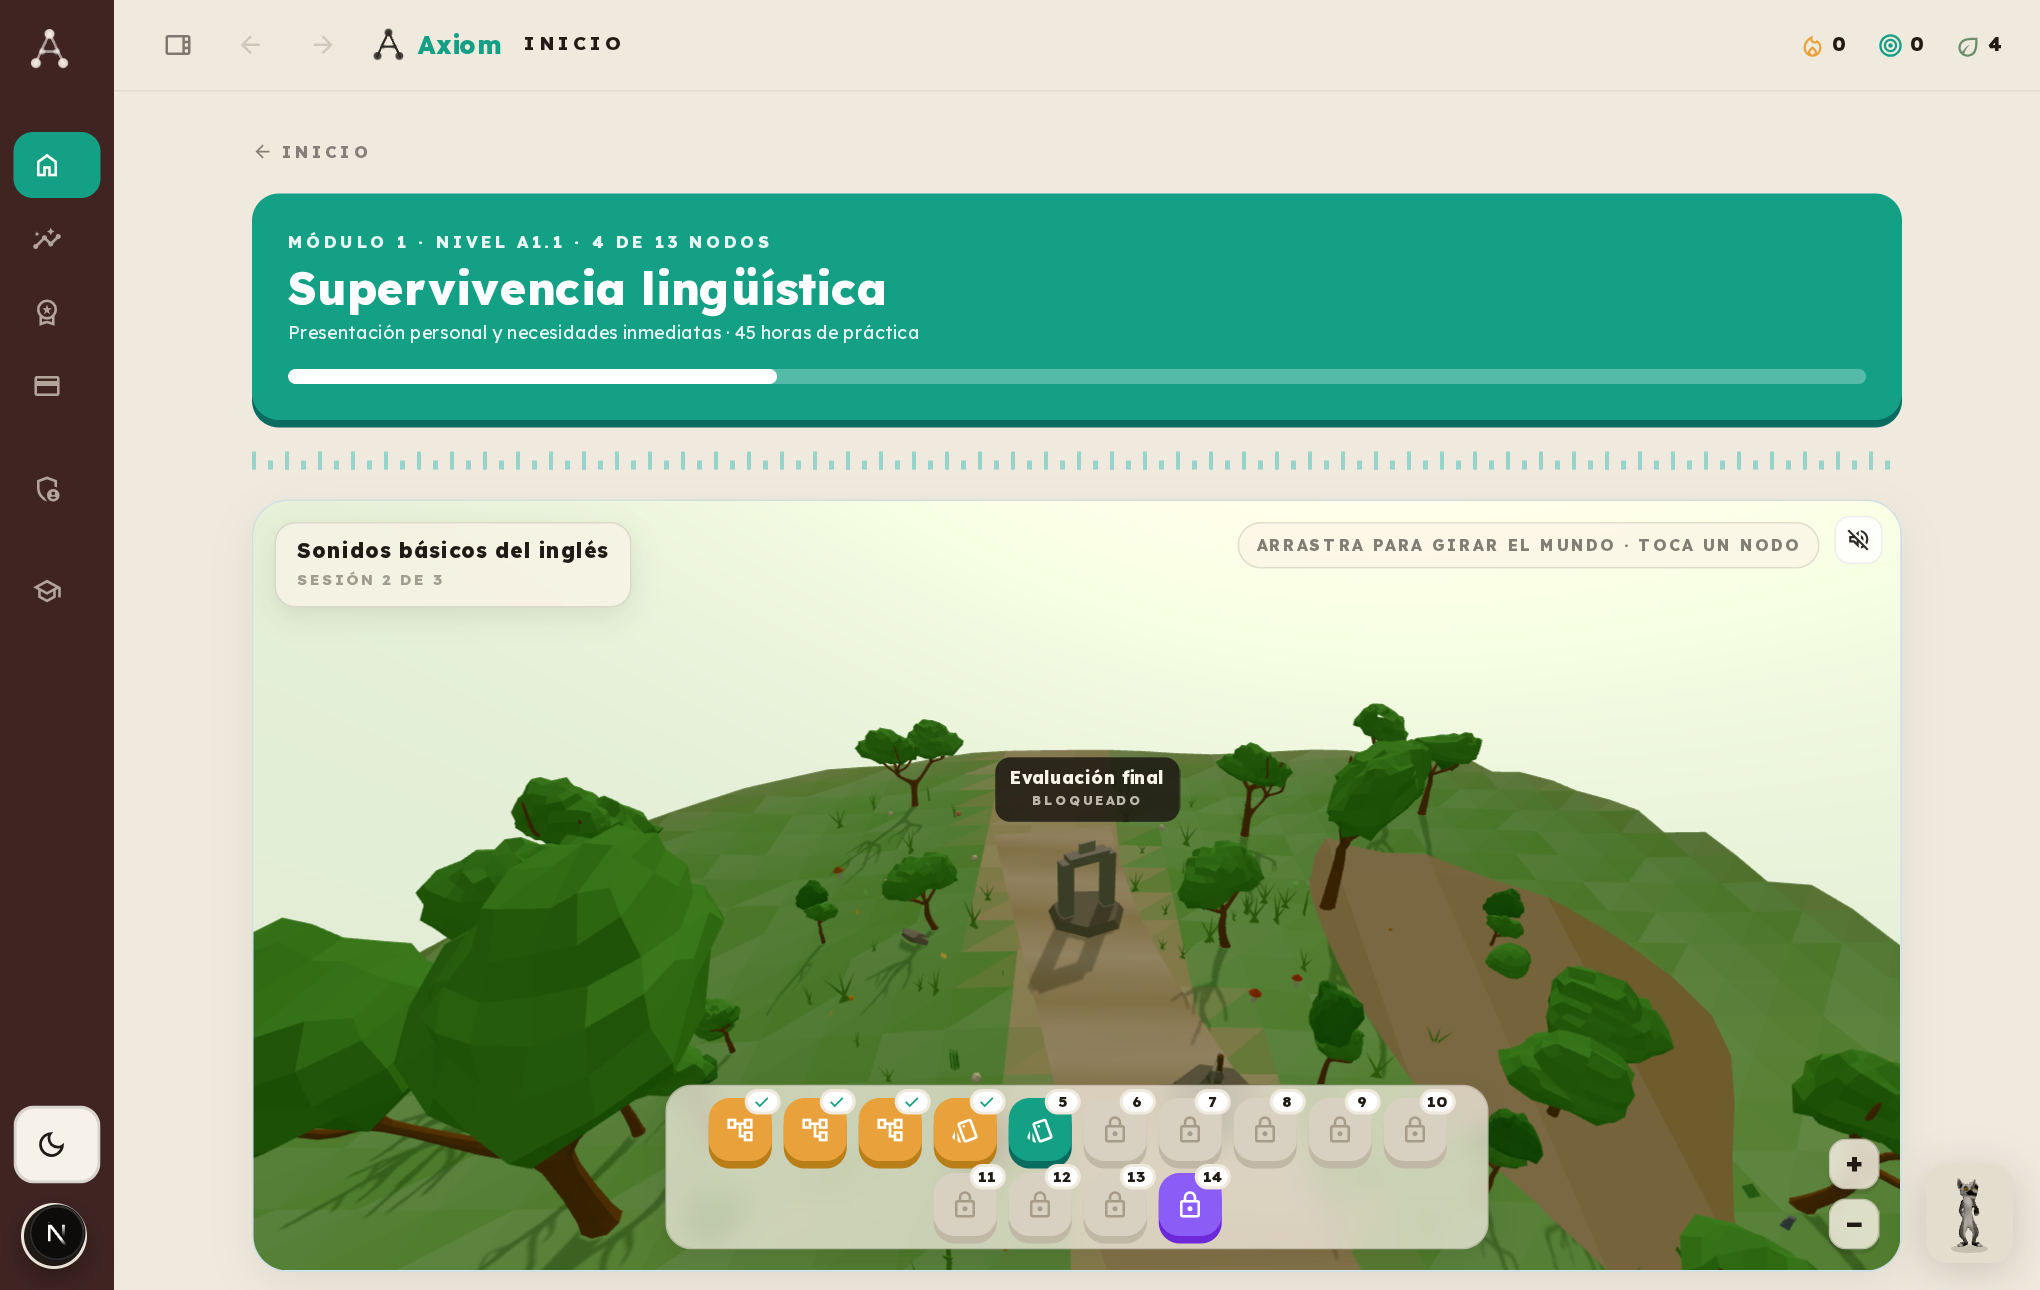 Axiom INICIO
0 0 4
INICIO
MÓDULO 1 · NIVEL A1.1 · 4 DE 13 NODOS
Supervivencia lingüística
Presentación personal y necesidades inmediatas · 45 horas de práctica
Sonidos básicos del inglés
SESIÓN 2 DE 3
ARRASTRA PARA GIRAR EL MUNDO · TOCA UN NODO
Evaluación final
BLOQUEADO
5 6 7 8 9 10
11 12 13 14
+
−
N